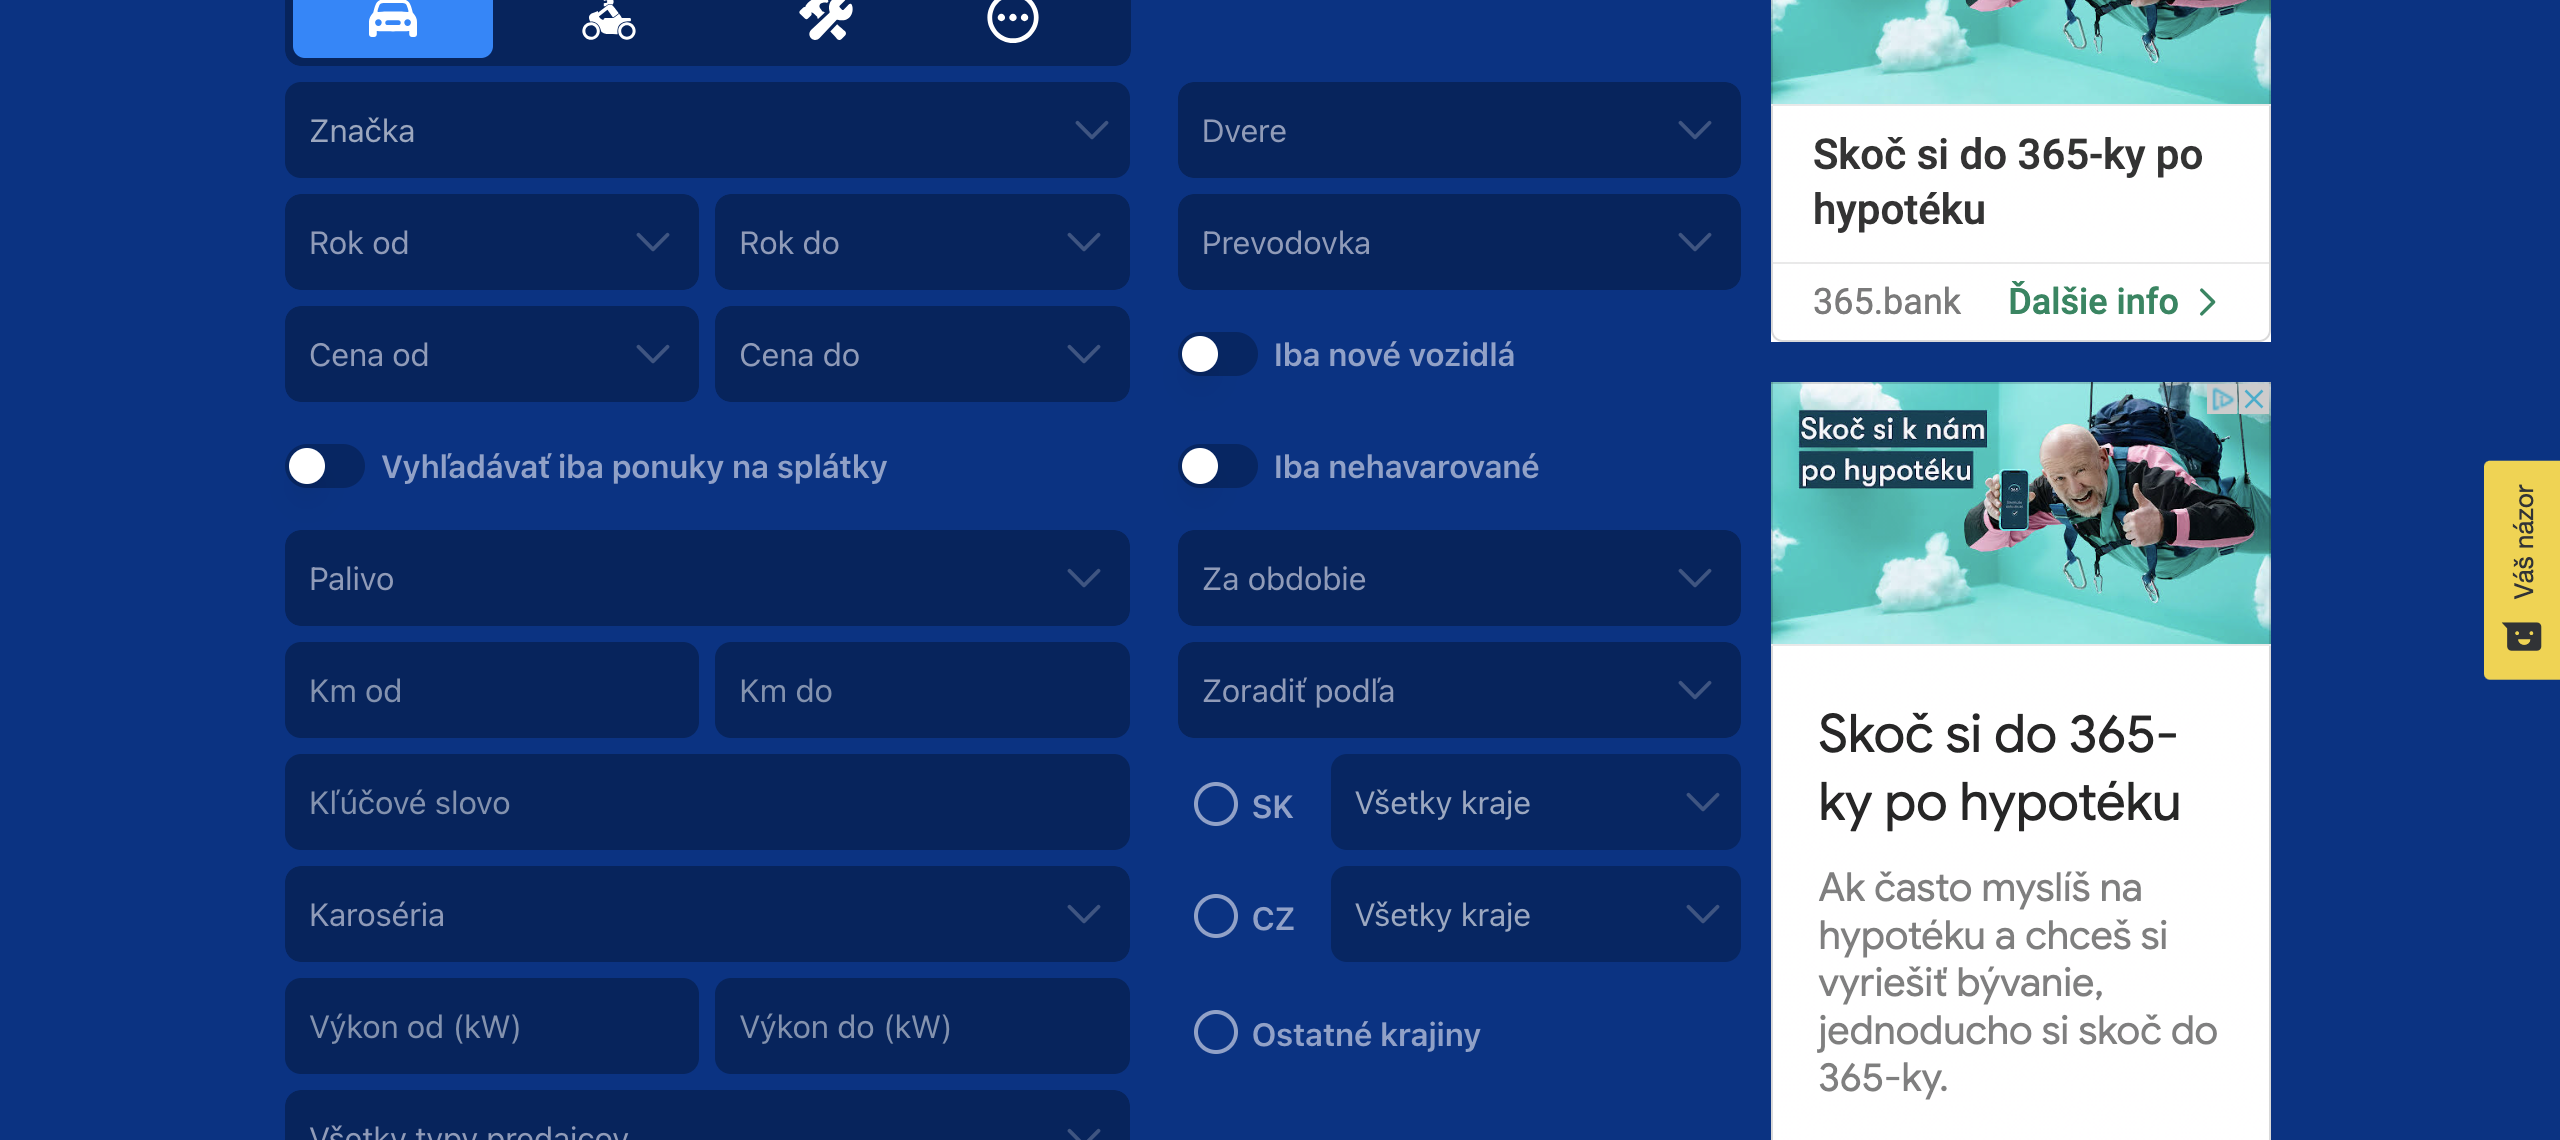 Značka
Rok od
Rok do
Cena od
Cena do
Vyhľadávať iba ponuky na splátky
Palivo
Km od
Km do
Kľúčové slovo
Karoséria
Výkon od (kW)
Výkon do (kW)
Všetky typy predajcov
Dvere
Prevodovka
Iba nové vozidlá
Iba nehavarované
Za obdobie
Zoradiť podľa
SK
Všetky kraje
CZ
Všetky kraje
Ostatné krajiny
Skoč si do 365-ky po
hypotéku
365.bank
Ďalšie info
Skoč si k nám
po hypotéku
Skoč si do 365-
ky po hypotéku
Ak často myslíš na
hypotéku a chceš si
vyriešiť bývanie,
jednoducho si skoč do
365-ky.
Váš názor